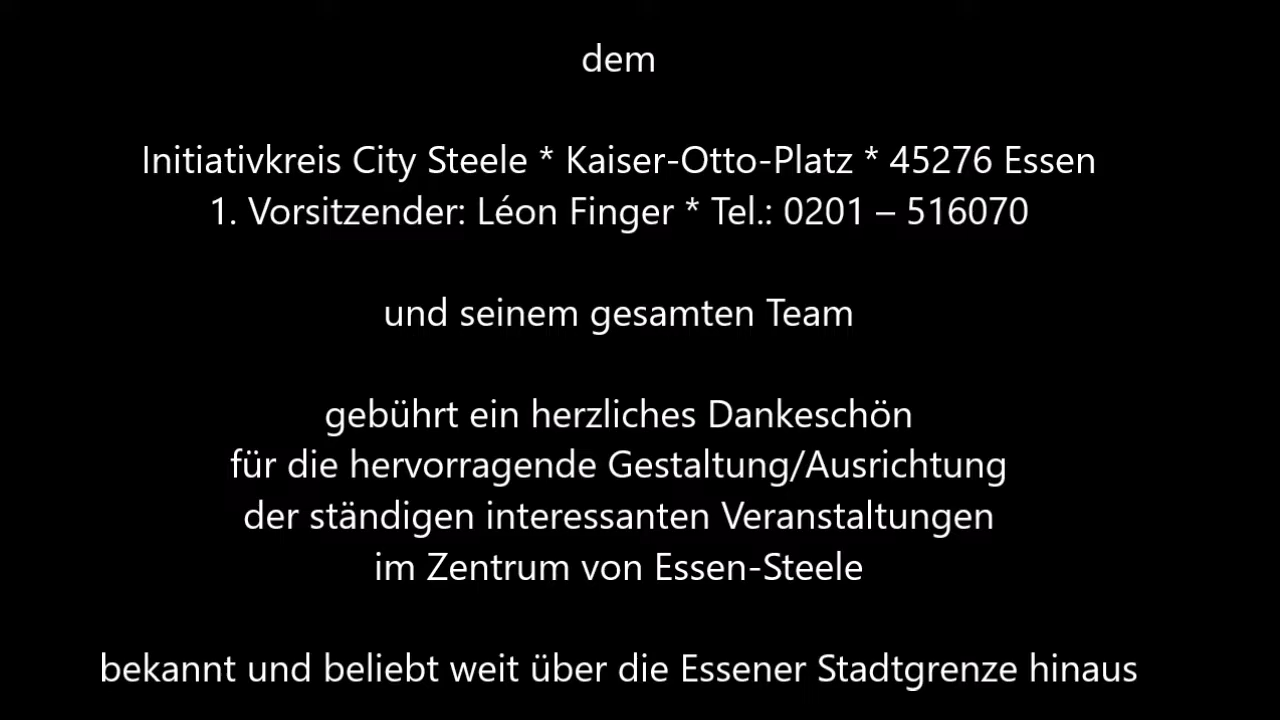 dem
Initiativkreis City Steele * Kaiser-Otto-Platz * 45276 Essen
1. Vorsitzender: Léon Finger * Tel.: 0201 – 516070
und seinem gesamten Team
gebührt ein herzliches Dankeschön
für die hervorragende Gestaltung/Ausrichtung
der ständigen interessanten Veranstaltungen
im Zentrum von Essen-Steele
bekannt und beliebt weit über die Essener Stadtgrenze hinaus